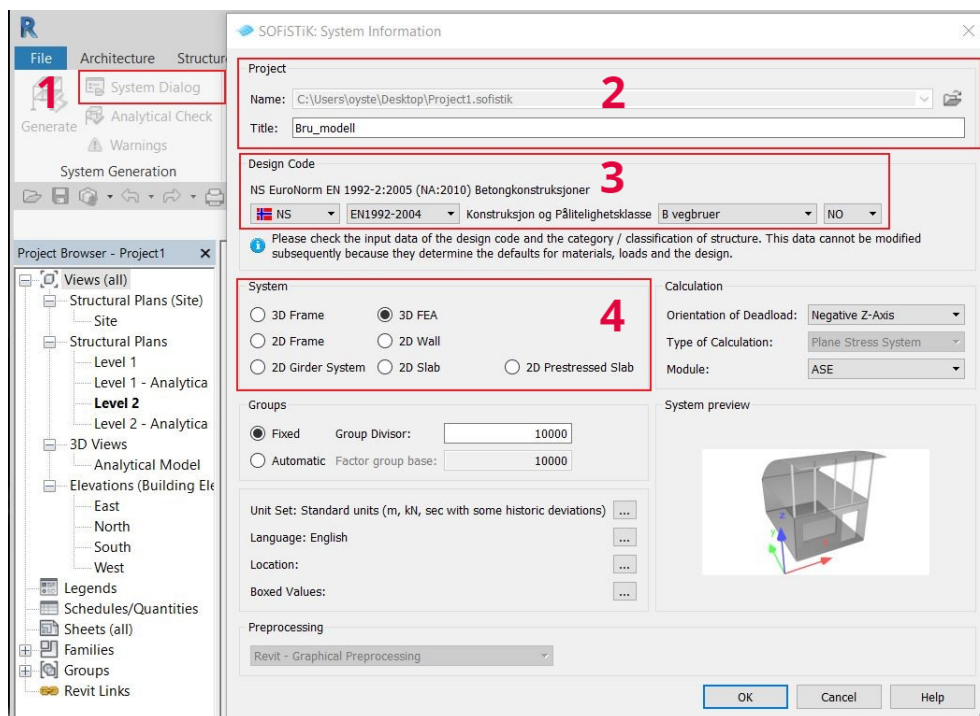 R
SOFiSTiK: System Information
File Architecture Structur
1
System Dialog
Generate
Analytical Check
Warnings
System Generation
Project Browser - Project1
Views (all)
Structural Plans (Site)
Site
Structural Plans
Level 1
Level 1 - Analytica
Level 2
Level 2 - Analytica
3D Views
Analytical Model
Elevations (Building Ele
East
North
South
West
Legends
Schedules/Quantities
Sheets (all)
Families
Groups
Revit Links
Project
2
Name: C:\Users\oyste\Desktop\Project1.sofistik
Title: Bru_modell
Design Code
3
NS EuroNorm EN 1992-2:2005 (NA:2010) Betongkonstruksjoner
NS EN1992-2004 Konstruksjon og Pålitelighetsklasse B vegbruer NO
Please check the input data of the design code and the category / classification of structure. This data cannot be modified
subsequently because they determine the defaults for materials, loads and the design.
System
4
3D Frame 3D FEA
2D Frame 2D Wall
2D Girder System 2D Slab 2D Prestressed Slab
Calculation
Orientation of Deadload: Negative Z-Axis
Type of Calculation: Plane Stress System
Module: ASE
Groups
Fixed Group Divisor: 10000
Automatic Factor group base: 10000
System preview
z
y
x
Unit Set: Standard units (m, kN, sec with some historic deviations) ...
Language: English ...
Location: ...
Boxed Values: ...
Preprocessing
Revit - Graphical Preprocessing
OK Cancel Help